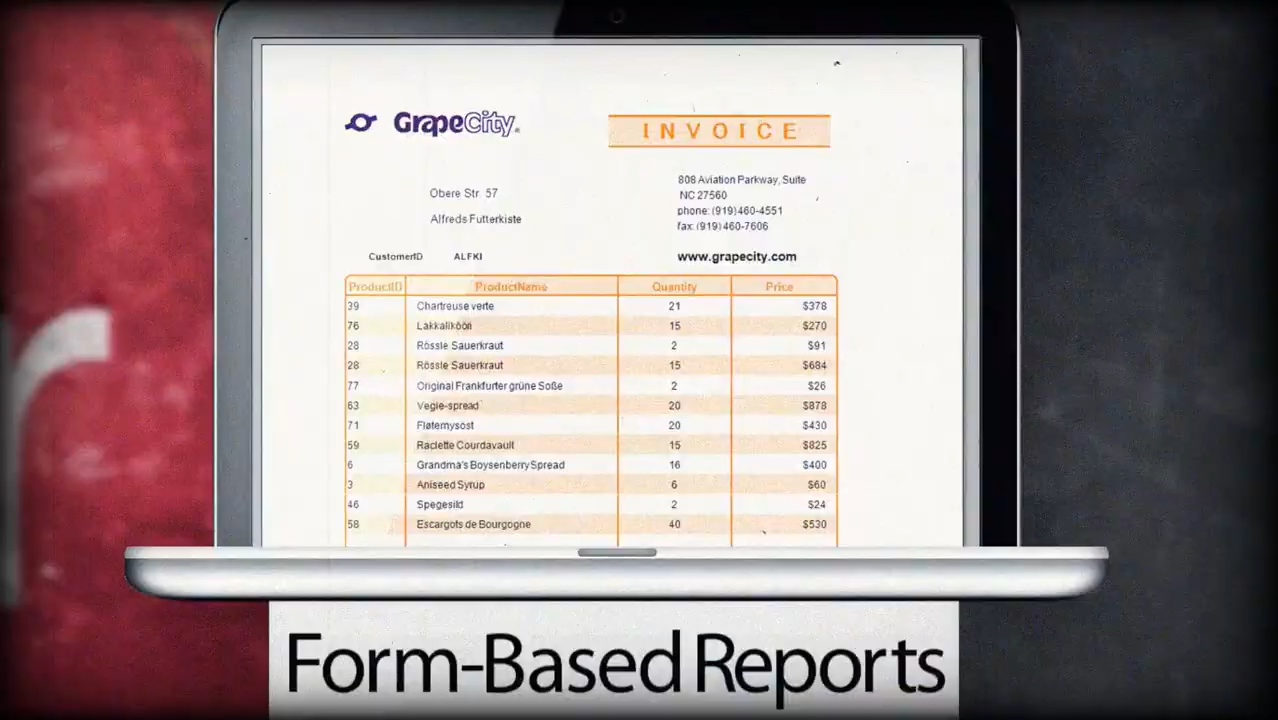 GrapeCity
INVOICE
Obere Str. 57
Alfreds Futterkiste
808 Aviation Parkway, Suite
NC 27560
phone: (919)460-4551
fax: (919)460-7606
CustomerID ALFKI
www.grapecity.com
ProductID ProductName Quantity Price
39 Chartreuse verte 21 $378
76 Lakkalikööri 15 $270
28 Rössle Sauerkraut 2 $91
28 Rössle Sauerkraut 15 $684
77 Original Frankfurter grüne Soße 2 $26
63 Vegie-spread 20 $878
71 Fløtemysost 20 $430
59 Raclette Courdavault 15 $825
6 Grandma's Boysenberry Spread 16 $400
3 Aniseed Syrup 6 $60
46 Spegesild 2 $24
58 Escargots de Bourgogne 40 $530
Form-Based Reports